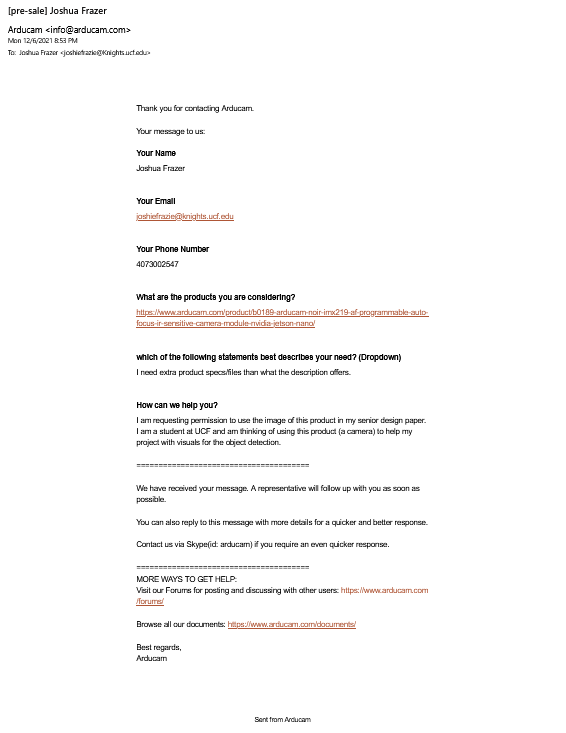 [pre-sale] Joshua Frazer
Arducam <info@arducam.com>
Mon 12/6/2021 8:53 PM
To: Joshua Frazer <joshiefrazie@Knights.ucf.edu>
Thank you for contacting Arducam.
Your message to us:
Your Name
Joshua Frazer
Your Email
joshiefrazie@knights.ucf.edu
Your Phone Number
4073002547
What are the products you are considering?
https://www.arducam.com/product/b0189-arducam-noir-imx219-af-programmable-auto-
focus-ir-sensitive-camera-module-nvidia-jetson-nano/
which of the following statements best describes your need? (Dropdown)
I need extra product specs/files than what the description offers.
How can we help you?
I am requesting permission to use the image of this product in my senior design paper.
I am a student at UCF and am thinking of using this product (a camera) to help my
project with visuals for the object detection.
=======================================
We have received your message. A representative will follow up with you as soon as
possible.
You can also reply to this message with more details for a quicker and better response.
Contact us via Skype(id: arducam) if you require an even quicker response.
=======================================
MORE WAYS TO GET HELP:
Visit our Forums for posting and discussing with other users: https://www.arducam.com
/forums/
Browse all our documents: https://www.arducam.com/documents/
Best regards,
Arducam
Sent from Arducam